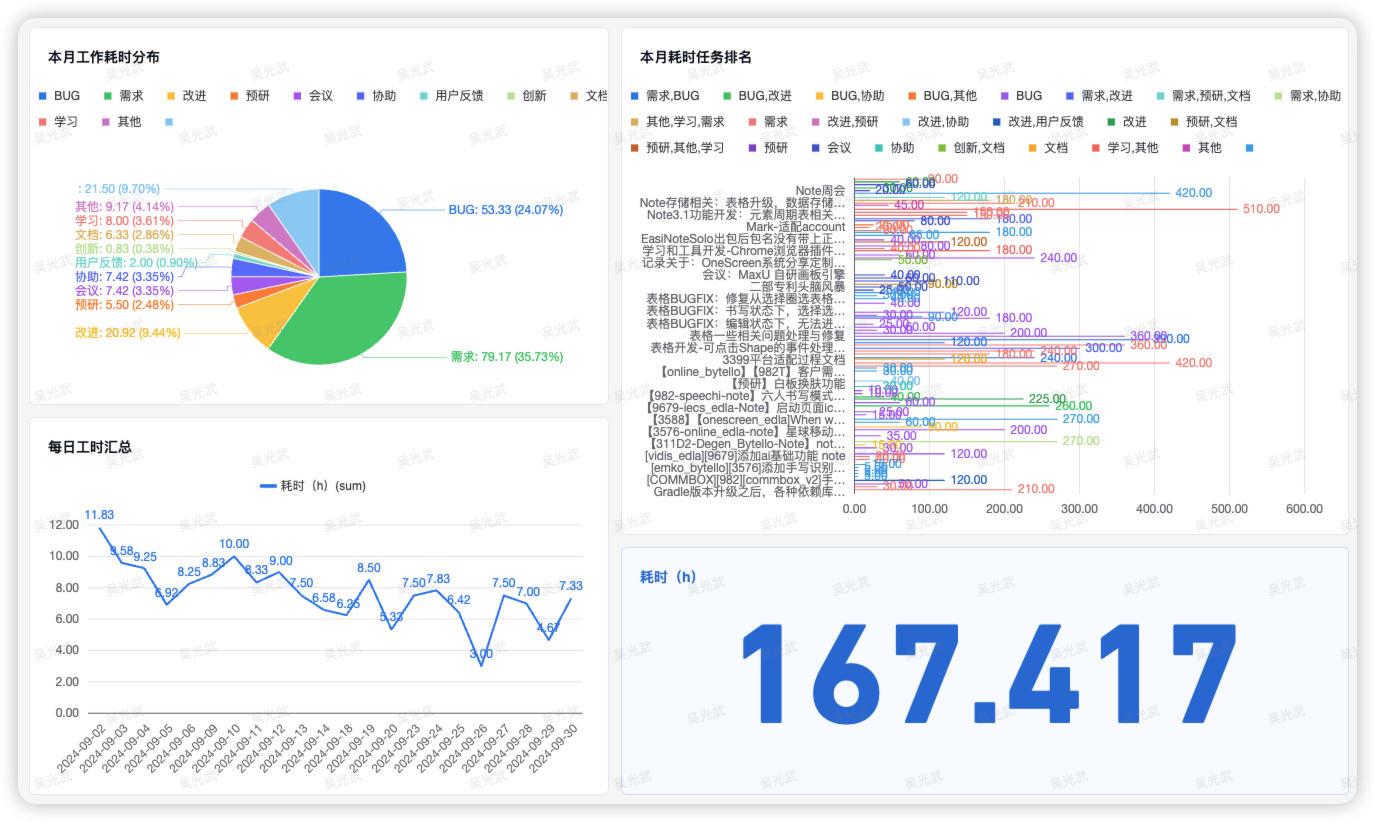 本月工作耗时分布
BUG 需求 改进 预研 会议 协助 用户反馈 创新
学习 其他
: 21.50 (9.70%)
其他: 9.17 (4.14%)
学习: 8.00 (3.61%)
文档: 6.33 (2.86%)
创新: 0.83 (0.38%)
用户反馈: 2.00 (0.90%)
协助: 7.42 (3.35%)
会议: 7.42 (3.35%)
预研: 5.50 (2.48%)
改进: 20.92 (9.44%)
BUG: 53.33 (24.07%)
需求: 79.17 (35.73%)
本月耗时任务排名
需求,BUG BUG,改进 BUG,协助 BUG,其他 BUG 需求,改进 需求,预研,文档 需求,协助
其他,学习,需求 需求 改进,预研 改进,协助 改进,用户反馈 改进 预研,文档
预研,其他,学习 预研 会议 协助 创新,文档 文档 学习,其他 其他
Note周会
Note存储相关：表格升级，数据存储...
Note3.1功能开发：元素周期表相关...
Mark-适配account
EasiNoteSolo出包后包名没有带上正...
学习和工具开发-Chrome浏览器插件...
记录关于：OneScreen系统分享定制...
会议：MaxU 自研画板引擎
二部专利头脑风暴
表格BUGFIX：修复从选择圈选表格...
表格BUGFIX：书写状态下，选择选...
表格BUGFIX：编辑状态下，无法进...
表格一些相关问题处理与修复
表格开发-可点击Shape的事件处理...
3399平台适配过程文档
【online_bytello】【982T】客户需...
【预研】白板换肤功能
【982-speechi-note】六人书写模式...
【9679-iecs_edla-Note】启动页面ic...
【3588】【onescreen_edla]When w...
【3576-online_edla-note】星球移动...
【311D2-Degen_Bytello-Note】not...
[vidis_edla][9679]添加ai基础功能 note
[emko_bytello][3576]添加手写识别...
[COMMBOX][982][commbox_v2]手...
Gradle版本升级之后，各种依赖库...
420.00
510.00
180.00
180.00
120.00
180.00
240.00
110.00
180.00
200.00
300.00
240.00
420.00
270.00
225.00
260.00
270.00
200.00
270.00
120.00
120.00
210.00
0.00 100.00 200.00 300.00 400.00 500.00 600.00
每日工时汇总
耗时（h）(sum)
12.00
10.00
8.00
6.00
4.00
2.00
0.00
11.83 9.58 9.25 6.92 8.25 8.83 10.00 8.33 9.00 7.50 6.58 6.25 8.50 5.33 7.50 7.83 6.42 3.00 7.50 7.00 4.67 7.33
2024-09-02 2024-09-03 2024-09-04 2024-09-05 2024-09-06 2024-09-09 2024-09-10 2024-09-11 2024-09-12 2024-09-13 2024-09-14 2024-09-18 2024-09-19 2024-09-20 2024-09-23 2024-09-24 2024-09-25 2024-09-26 2024-09-27 2024-09-28 2024-09-29 2024-09-30
耗时（h）
167.417
吴光武